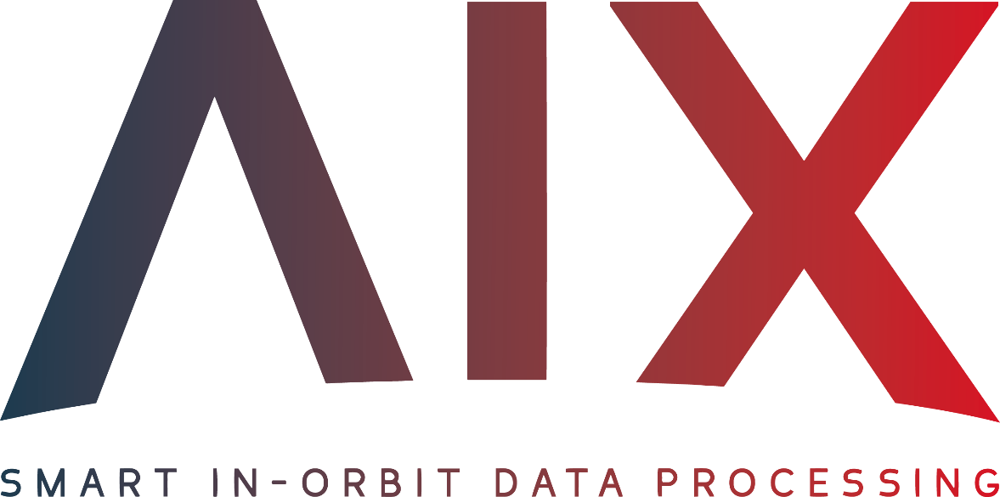 AIX
SMART IN-ORBIT DATA PROCESSING